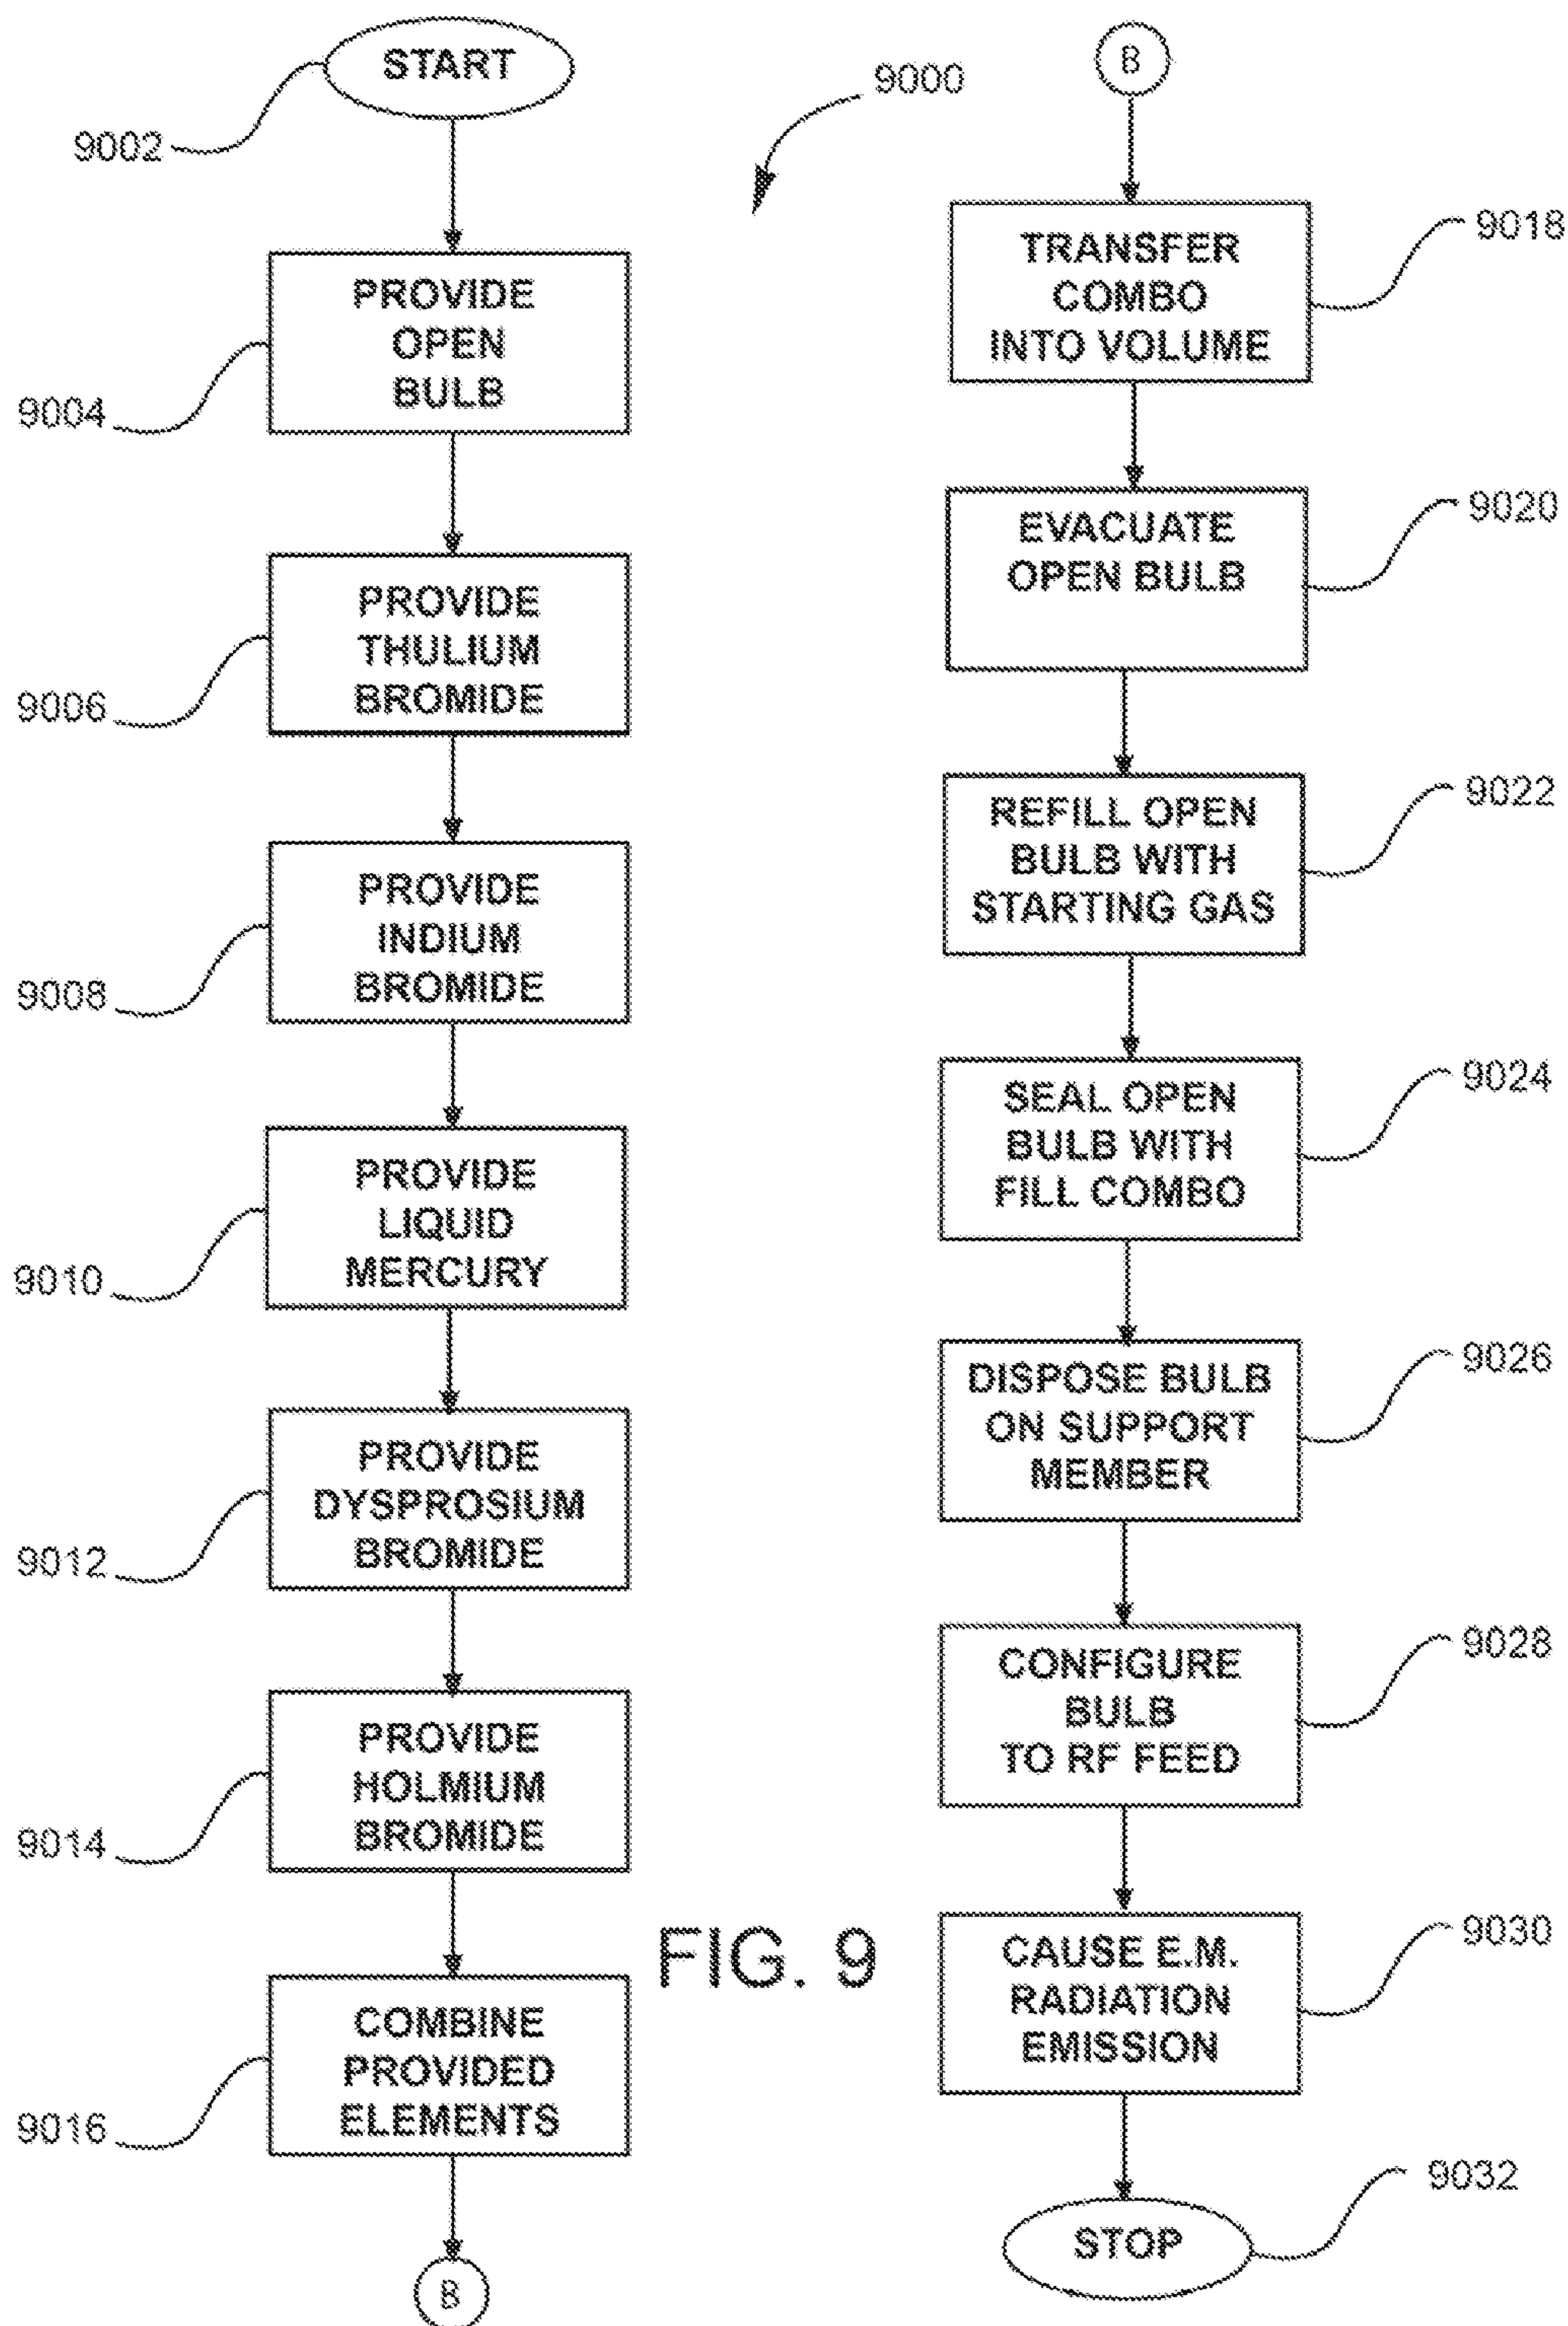 START
9002
PROVIDE
OPEN
BULB
9004
PROVIDE
THULIUM
BROMIDE
9006
PROVIDE
INDIUM
BROMIDE
9008
PROVIDE
LIQUID
MERCURY
9010
PROVIDE
DYSPROSIUM
BROMIDE
9012
PROVIDE
HOLMIUM
BROMIDE
9014
COMBINE
PROVIDED
ELEMENTS
9016
B
9000
B
TRANSFER
COMBO
INTO VOLUME
9018
EVACUATE
OPEN BULB
9020
REFILL OPEN
BULB WITH
STARTING GAS
9022
SEAL OPEN
BULB WITH
FILL COMBO
9024
DISPOSE BULB
ON SUPPORT
MEMBER
9026
CONFIGURE
BULB
TO RF FEED
9028
CAUSE E.M.
RADIATION
EMISSION
9030
STOP
9032
FIG. 9